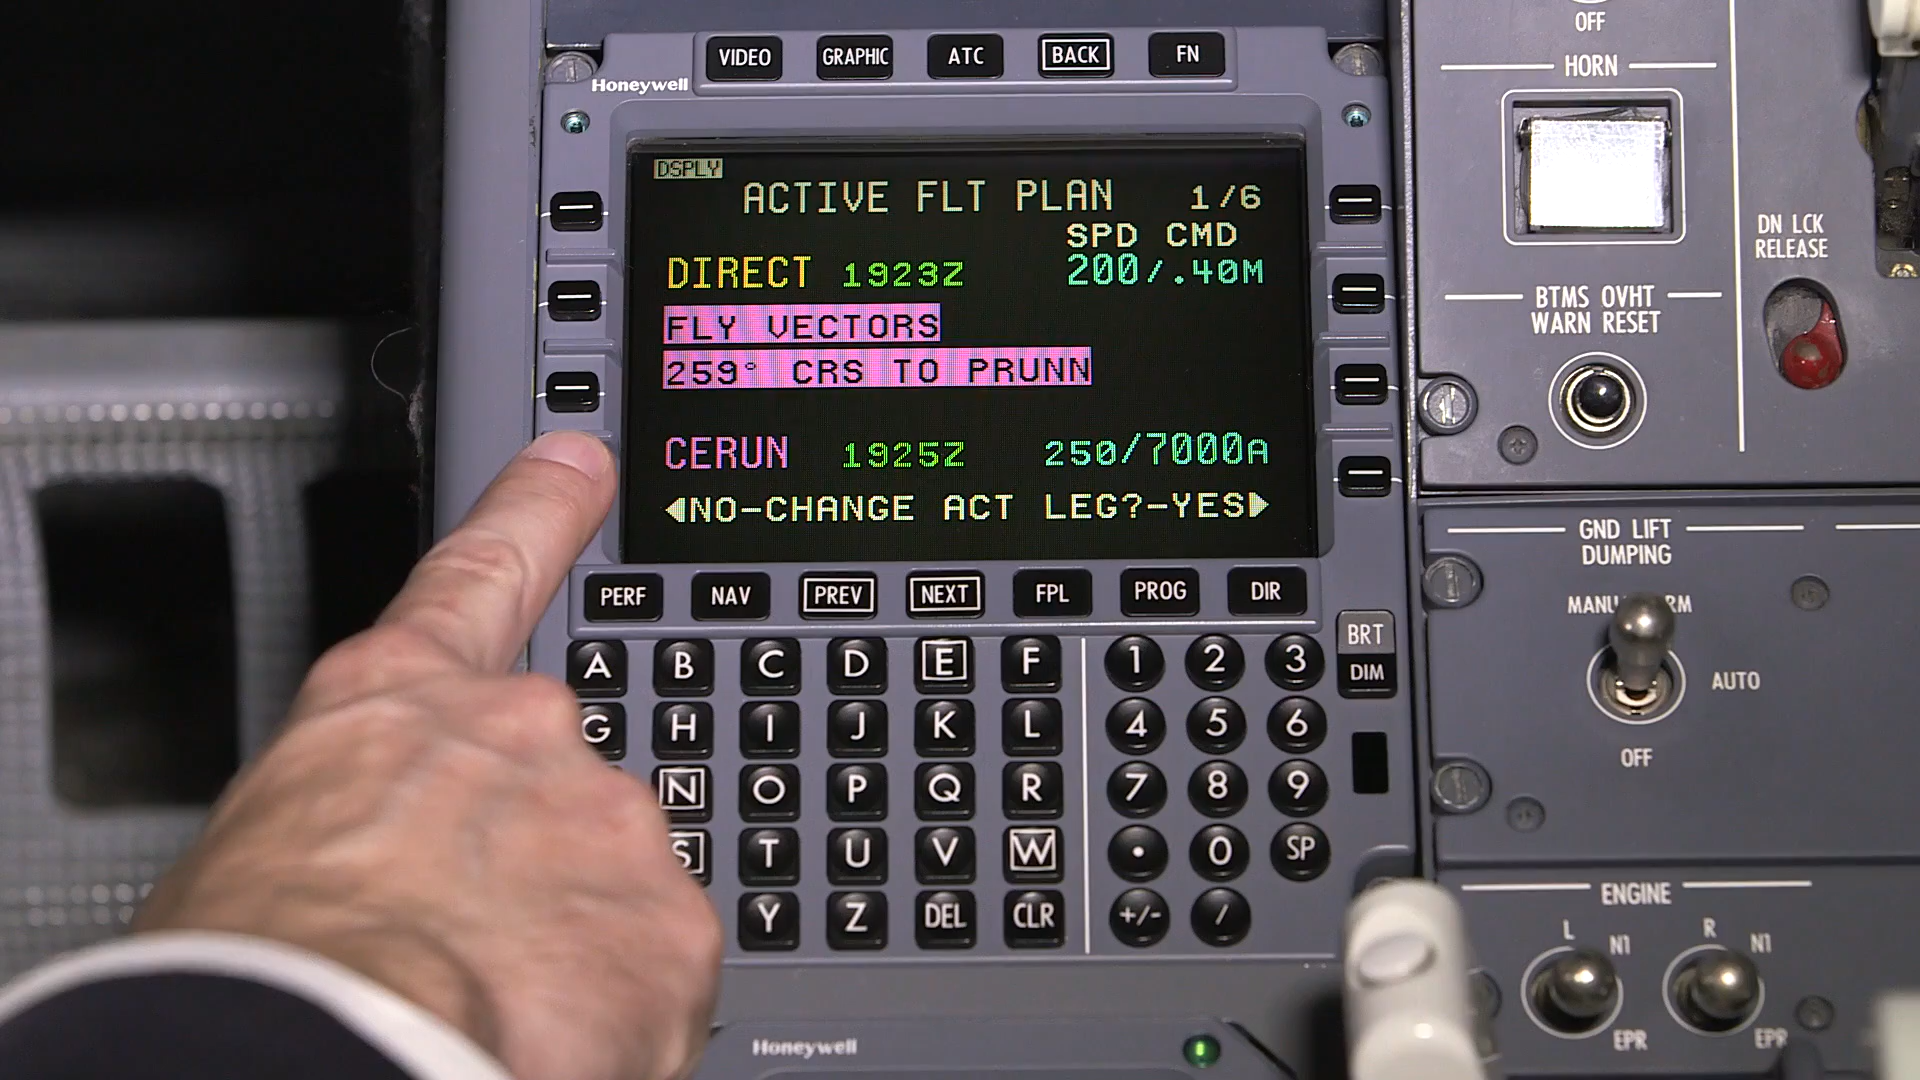 OFF
VIDEO GRAPHIC ATC BACK FN
Honeywell
HORN
DSPLY
ACTIVE FLT PLAN 1/6
SPD CMD
DIRECT 1923Z 200/.40M
FLY VECTORS
259° CRS TO PRUNN
CERUN 1925Z 250/7000A
◀NO-CHANGE ACT LEG?-YES▶
DN LCK
RELEASE
BTMS OVHT
WARN RESET
PERF NAV PREV NEXT FPL PROG DIR
BRT
DIM
A B C D E F 1 2 3
G H I J K L 4 5 6
N O P Q R 7 8 9
S T U V W • 0 SP
Y Z DEL CLR +/- /
GND LIFT
DUMPING
AUTO
OFF
ENGINE
L N1 R N1
EPR EPR
Honeywell